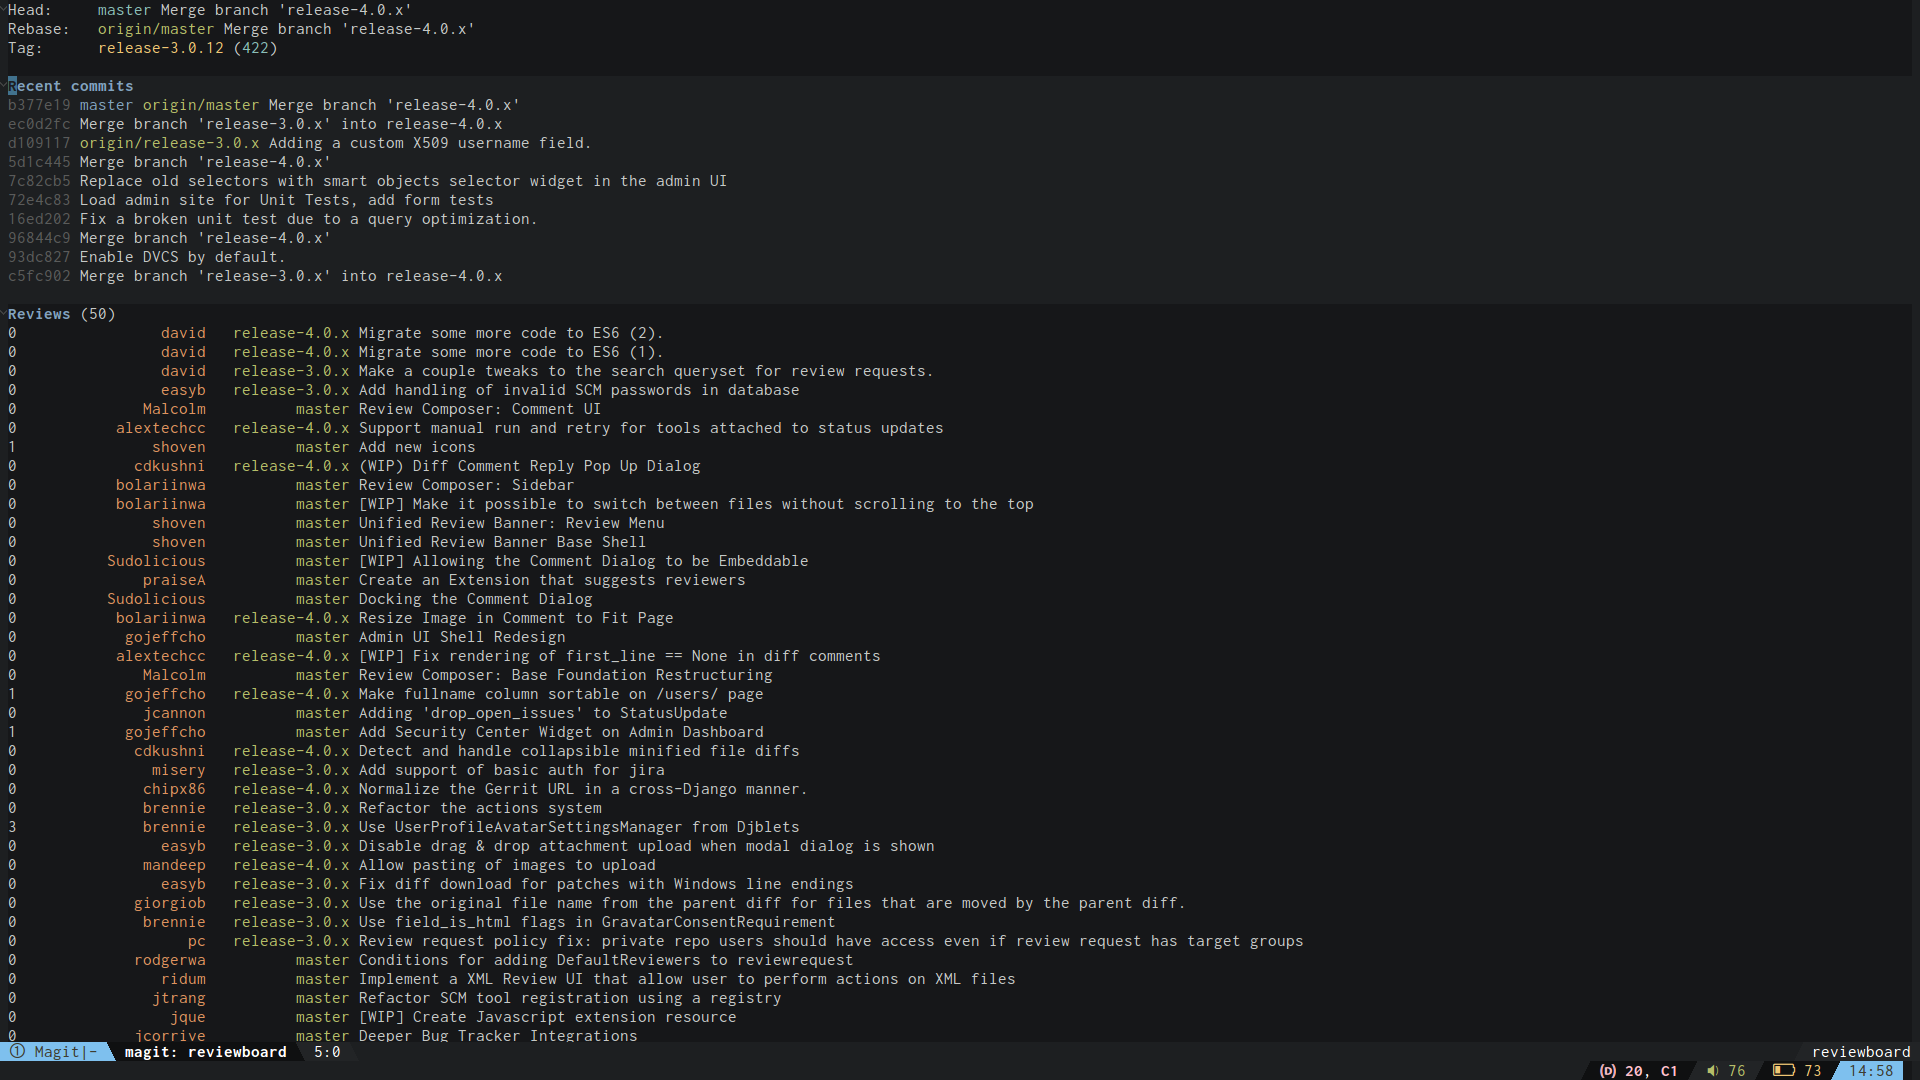 Head:     master Merge branch 'release-4.0.x'
Rebase:   origin/master Merge branch 'release-4.0.x'
Tag:      release-3.0.12 (422)
Recent commits
b377e19 master origin/master Merge branch 'release-4.0.x'
ec0d2fc Merge branch 'release-3.0.x' into release-4.0.x
d109117 origin/release-3.0.x Adding a custom X509 username field.
5d1c445 Merge branch 'release-4.0.x'
7c82cb5 Replace old selectors with smart objects selector widget in the admin UI
72e4c83 Load admin site for Unit Tests, add form tests
16ed202 Fix a broken unit test due to a query optimization.
96844c9 Merge branch 'release-4.0.x'
93dc827 Enable DVCS by default.
c5fc902 Merge branch 'release-3.0.x' into release-4.0.x
Reviews (50)
0 david release-4.0.x Migrate some more code to ES6 (2).
0 david release-4.0.x Migrate some more code to ES6 (1).
0 david release-3.0.x Make a couple tweaks to the search queryset for review requests.
0 easyb release-3.0.x Add handling of invalid SCM passwords in database
0 Malcolm master Review Composer: Comment UI
0 alextechcc release-4.0.x Support manual run and retry for tools attached to status updates
1 shoven master Add new icons
0 cdkushni release-4.0.x (WIP) Diff Comment Reply Pop Up Dialog
0 bolariinwa master Review Composer: Sidebar
0 bolariinwa master [WIP] Make it possible to switch between files without scrolling to the top
0 shoven master Unified Review Banner: Review Menu
0 shoven master Unified Review Banner Base Shell
0 Sudolicious master [WIP] Allowing the Comment Dialog to be Embeddable
0 praiseA master Create an Extension that suggests reviewers
0 Sudolicious master Docking the Comment Dialog
0 bolariinwa release-4.0.x Resize Image in Comment to Fit Page
0 gojeffcho master Admin UI Shell Redesign
0 alextechcc release-4.0.x [WIP] Fix rendering of first_line == None in diff comments
0 Malcolm master Review Composer: Base Foundation Restructuring
1 gojeffcho release-4.0.x Make fullname column sortable on /users/ page
0 jcannon master Adding 'drop_open_issues' to StatusUpdate
1 gojeffcho master Add Security Center Widget on Admin Dashboard
0 cdkushni release-4.0.x Detect and handle collapsible minified file diffs
0 misery release-3.0.x Add support of basic auth for jira
0 chipx86 release-4.0.x Normalize the Gerrit URL in a cross-Django manner.
0 brennie release-3.0.x Refactor the actions system
3 brennie release-3.0.x Use UserProfileAvatarSettingsManager from Djblets
0 easyb release-3.0.x Disable drag & drop attachment upload when modal dialog is shown
0 mandeep release-4.0.x Allow pasting of images to upload
0 easyb release-3.0.x Fix diff download for patches with Windows line endings
0 giorgiob release-3.0.x Use the original file name from the parent diff for files that are moved by the parent diff.
0 brennie release-3.0.x Use field_is_html flags in GravatarConsentRequirement
0 pc release-3.0.x Review request policy fix: private repo users should have access even if review request has target groups
0 rodgerwa master Conditions for adding DefaultReviewers to reviewrequest
0 ridum master Implement a XML Review UI that allow user to perform actions on XML files
0 jtrang master Refactor SCM tool registration using a registry
0 jque master [WIP] Create Javascript extension resource
0 jcorrive master Deeper Bug Tracker Integrations
① Magit|- magit: reviewboard 5:0 reviewboard
(D) 20, C1 76 73 14:58